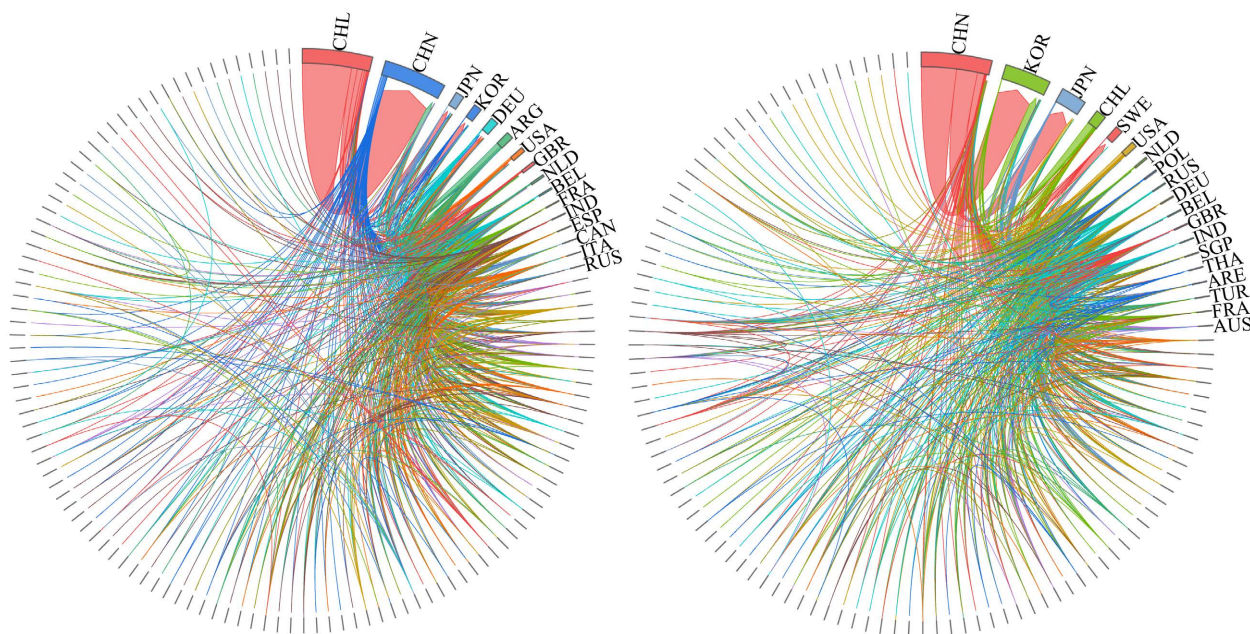 CHL
CHN
JPN
KOR
DEU
ARG
USA
GBR
NLD
BEL
FRA
IND
ESP
CAN
ITA
RUS
CHN
KOR
JPN
CHL
SWE
USA
NLD
POL
RUS
DEU
BEL
GBR
IND
SGP
THA
ARE
TUR
FRA
AUS